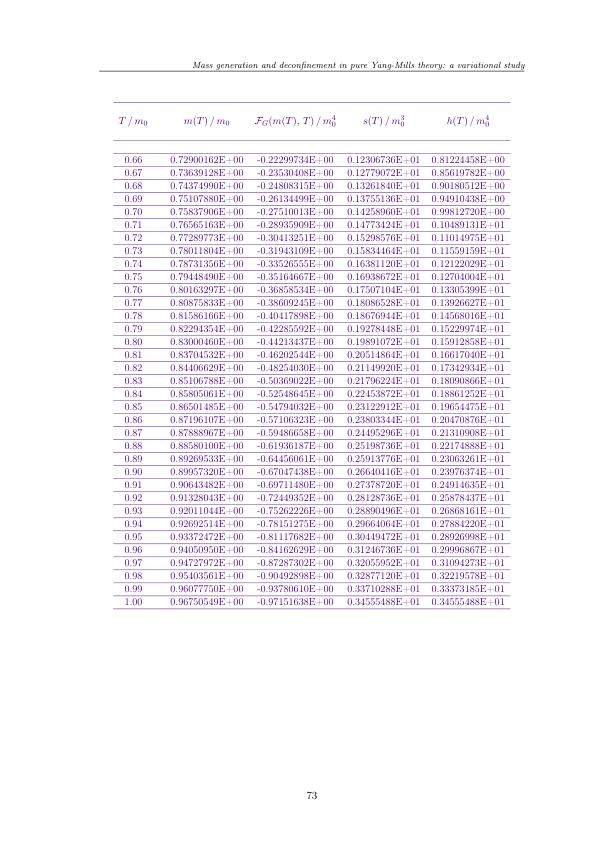 Mass generation and deconfinement in pure Yang-Mills theory: a variational study
T / m₀ m(T) / m₀ ℱ_G(m(T), T) / m₀⁴ s(T) / m₀³ h(T) / m₀⁴
0.66 0.72900162E+00 -0.22299734E+00 0.12306736E+01 0.81224458E+00
0.67 0.73639128E+00 -0.23530408E+00 0.12779072E+01 0.85619782E+00
0.68 0.74374990E+00 -0.24808315E+00 0.13261840E+01 0.90180512E+00
0.69 0.75107880E+00 -0.26134499E+00 0.13755136E+01 0.94910438E+00
0.70 0.75837906E+00 -0.27510013E+00 0.14258960E+01 0.99812720E+00
0.71 0.76565163E+00 -0.28935909E+00 0.14773424E+01 0.10489131E+01
0.72 0.77289773E+00 -0.30413251E+00 0.15298576E+01 0.11014975E+01
0.73 0.78011804E+00 -0.31943109E+00 0.15834464E+01 0.11559159E+01
0.74 0.78731356E+00 -0.33526555E+00 0.16381120E+01 0.12122029E+01
0.75 0.79448490E+00 -0.35164667E+00 0.16938672E+01 0.12704004E+01
0.76 0.80163297E+00 -0.36858534E+00 0.17507104E+01 0.13305399E+01
0.77 0.80875833E+00 -0.38609245E+00 0.18086528E+01 0.13926627E+01
0.78 0.81586166E+00 -0.40417898E+00 0.18676944E+01 0.14568016E+01
0.79 0.82294354E+00 -0.42285592E+00 0.19278448E+01 0.15229974E+01
0.80 0.83000460E+00 -0.44213437E+00 0.19891072E+01 0.15912858E+01
0.81 0.83704532E+00 -0.46202544E+00 0.20514864E+01 0.16617040E+01
0.82 0.84406629E+00 -0.48254030E+00 0.21149920E+01 0.17342934E+01
0.83 0.85106788E+00 -0.50369022E+00 0.21796224E+01 0.18090866E+01
0.84 0.85805061E+00 -0.52548645E+00 0.22453872E+01 0.18861252E+01
0.85 0.86501485E+00 -0.54794032E+00 0.23122912E+01 0.19654475E+01
0.86 0.87196107E+00 -0.57106323E+00 0.23803344E+01 0.20470876E+01
0.87 0.87888967E+00 -0.59486658E+00 0.24495296E+01 0.21310908E+01
0.88 0.88580100E+00 -0.61936187E+00 0.25198736E+01 0.22174888E+01
0.89 0.89269533E+00 -0.64456061E+00 0.25913776E+01 0.23063261E+01
0.90 0.89957320E+00 -0.67047438E+00 0.26640416E+01 0.23976374E+01
0.91 0.90643482E+00 -0.69711480E+00 0.27378720E+01 0.24914635E+01
0.92 0.91328043E+00 -0.72449352E+00 0.28128736E+01 0.25878437E+01
0.93 0.92011044E+00 -0.75262226E+00 0.28890496E+01 0.26868161E+01
0.94 0.92692514E+00 -0.78151275E+00 0.29664064E+01 0.27884220E+01
0.95 0.93372472E+00 -0.81117682E+00 0.30449472E+01 0.28926998E+01
0.96 0.94050950E+00 -0.84162629E+00 0.31246736E+01 0.29996867E+01
0.97 0.94727972E+00 -0.87287302E+00 0.32055952E+01 0.31094273E+01
0.98 0.95403561E+00 -0.90492898E+00 0.32877120E+01 0.32219578E+01
0.99 0.96077750E+00 -0.93780610E+00 0.33710288E+01 0.33373185E+01
1.00 0.96750549E+00 -0.97151638E+00 0.34555488E+01 0.34555488E+01
73